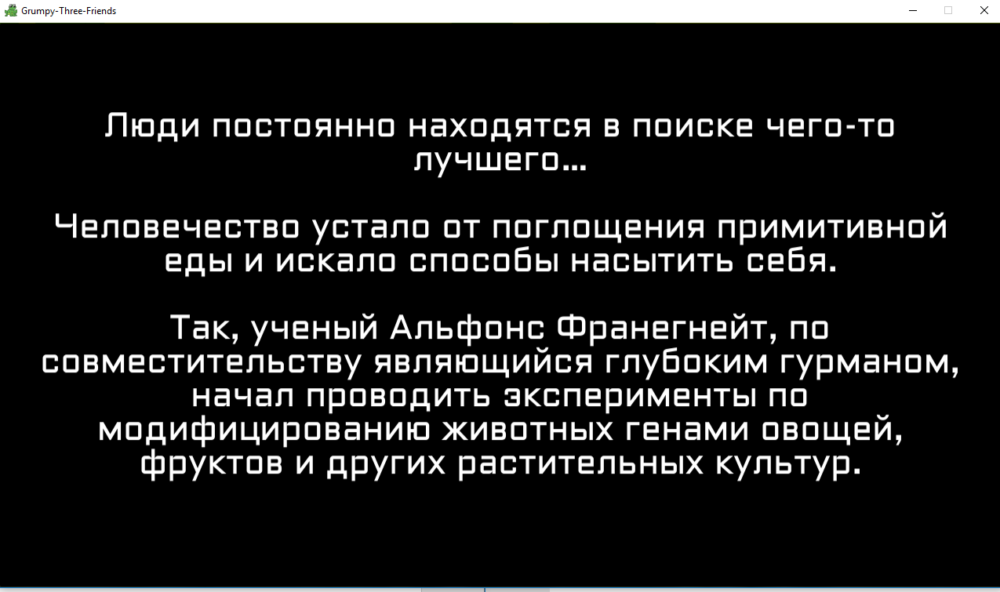 Grumpy-Three-Friends
Люди постоянно находятся в поиске чего-то
лучшего...
Человечество устало от поглощения примитивной
еды и искало способы насытить себя.
Так, ученый Альфонс Франегнейт, по
совместительству являющийся глубоким гурманом,
начал проводить эксперименты по
модифицированию животных генами овощей,
фруктов и других растительных культур.